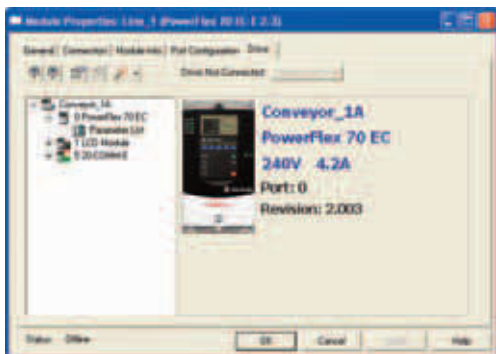 Module Properties: Line_1 (PowerFlex 70 EC-E 2.3)
General Connection Module Info Port Configuration Drive
Drive Not Connected
Conveyor_1A
0 PowerFlex 70 EC
Parameter List
1 LCD Module
5 20-COMM-E
Conveyor_1A
PowerFlex 70 EC
240V 4.2A
Port: 0
Revision: 2.003
Status: Offline
OK Cancel Help